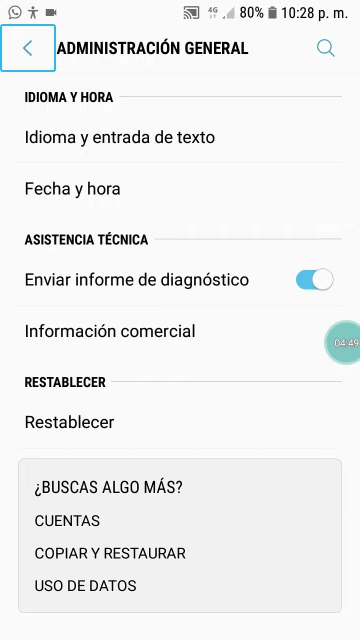 4G 80% 10:28 p. m.
ADMINISTRACIÓN GENERAL
IDIOMA Y HORA
Idioma y entrada de texto
Fecha y hora
ASISTENCIA TÉCNICA
Enviar informe de diagnóstico
Información comercial
04:49
RESTABLECER
Restablecer
¿BUSCAS ALGO MÁS?
CUENTAS
COPIAR Y RESTAURAR
USO DE DATOS